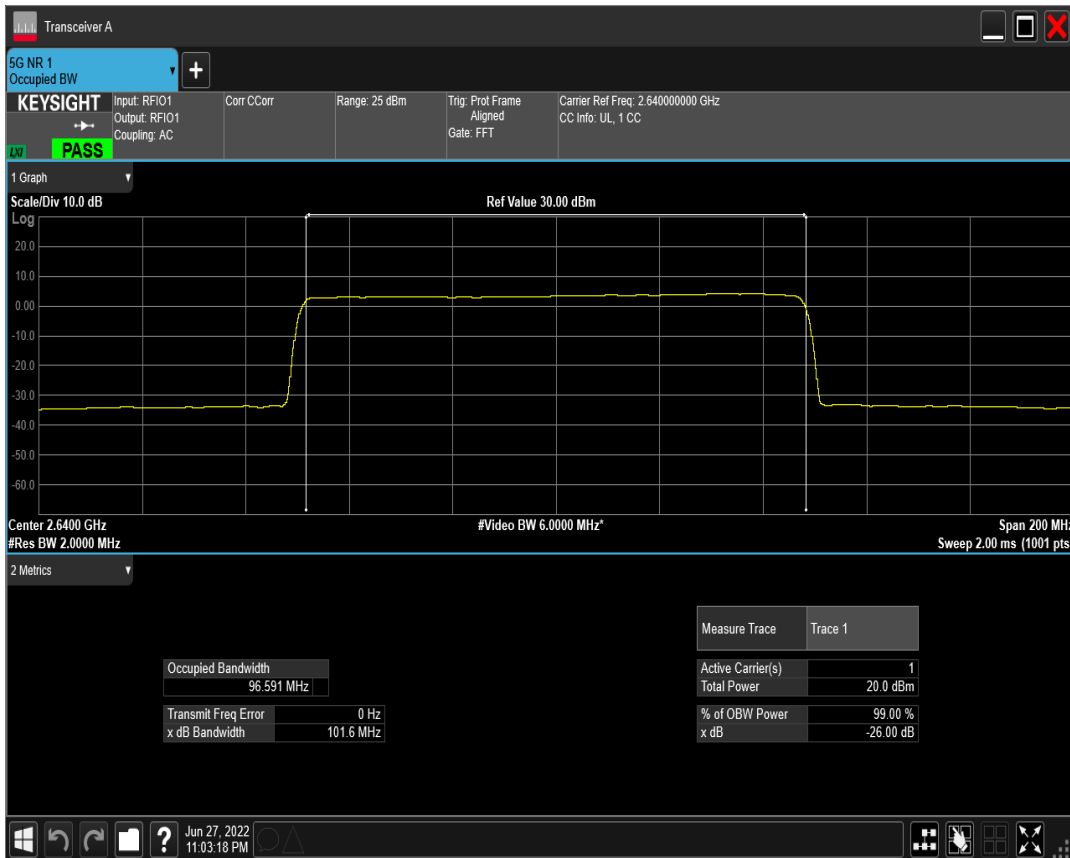 Transceiver A
5G NR 1
Occupied BW
+
KEYSIGHT
LXI
PASS
Input: RFIO1
Output: RFIO1
Coupling: AC
Corr CCorr
Range: 25 dBm
Trig: Prot Frame
Aligned
Gate: FFT
Carrier Ref Freq: 2.640000000 GHz
CC Info: UL, 1 CC
1 Graph
Scale/Div 10.0 dB
Ref Value 30.00 dBm
Log
20.0
10.0
0.00
-10.0
-20.0
-30.0
-40.0
-50.0
-60.0
Center 2.6400 GHz
#Video BW 6.0000 MHz*
Span 200 MHz
#Res BW 2.0000 MHz
Sweep 2.00 ms (1001 pts
2 Metrics
Measure Trace Trace 1
Occupied Bandwidth
96.591 MHz
Active Carrier(s) 1
Total Power 20.0 dBm
Transmit Freq Error 0 Hz
x dB Bandwidth 101.6 MHz
% of OBW Power 99.00 %
x dB -26.00 dB
?
Jun 27, 2022
11:03:18 PM